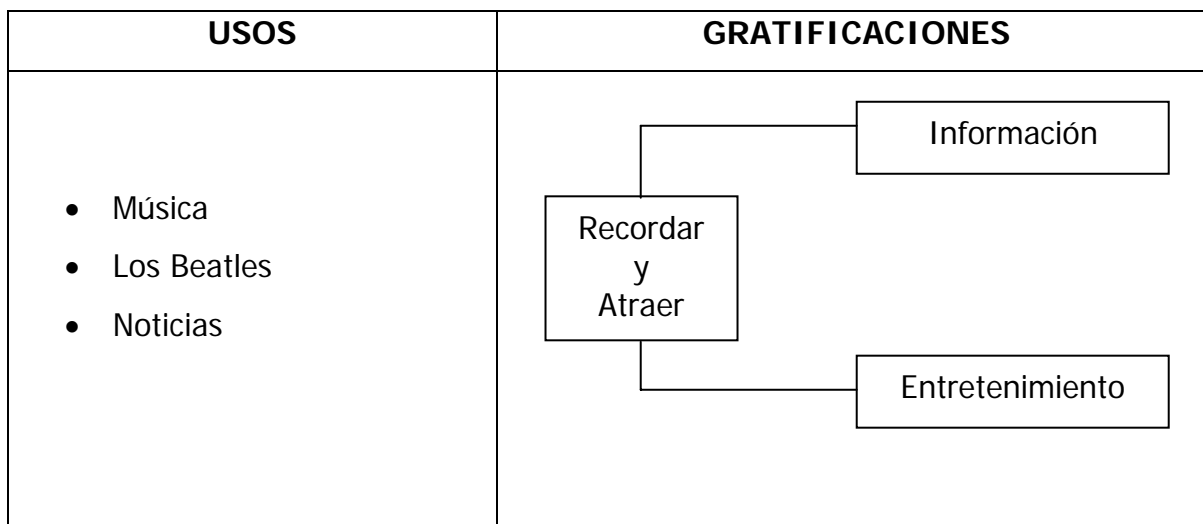 USOS
GRATIFICACIONES
• Música
• Los Beatles
• Noticias
Información
Recordar
y
Atraer
Entretenimiento